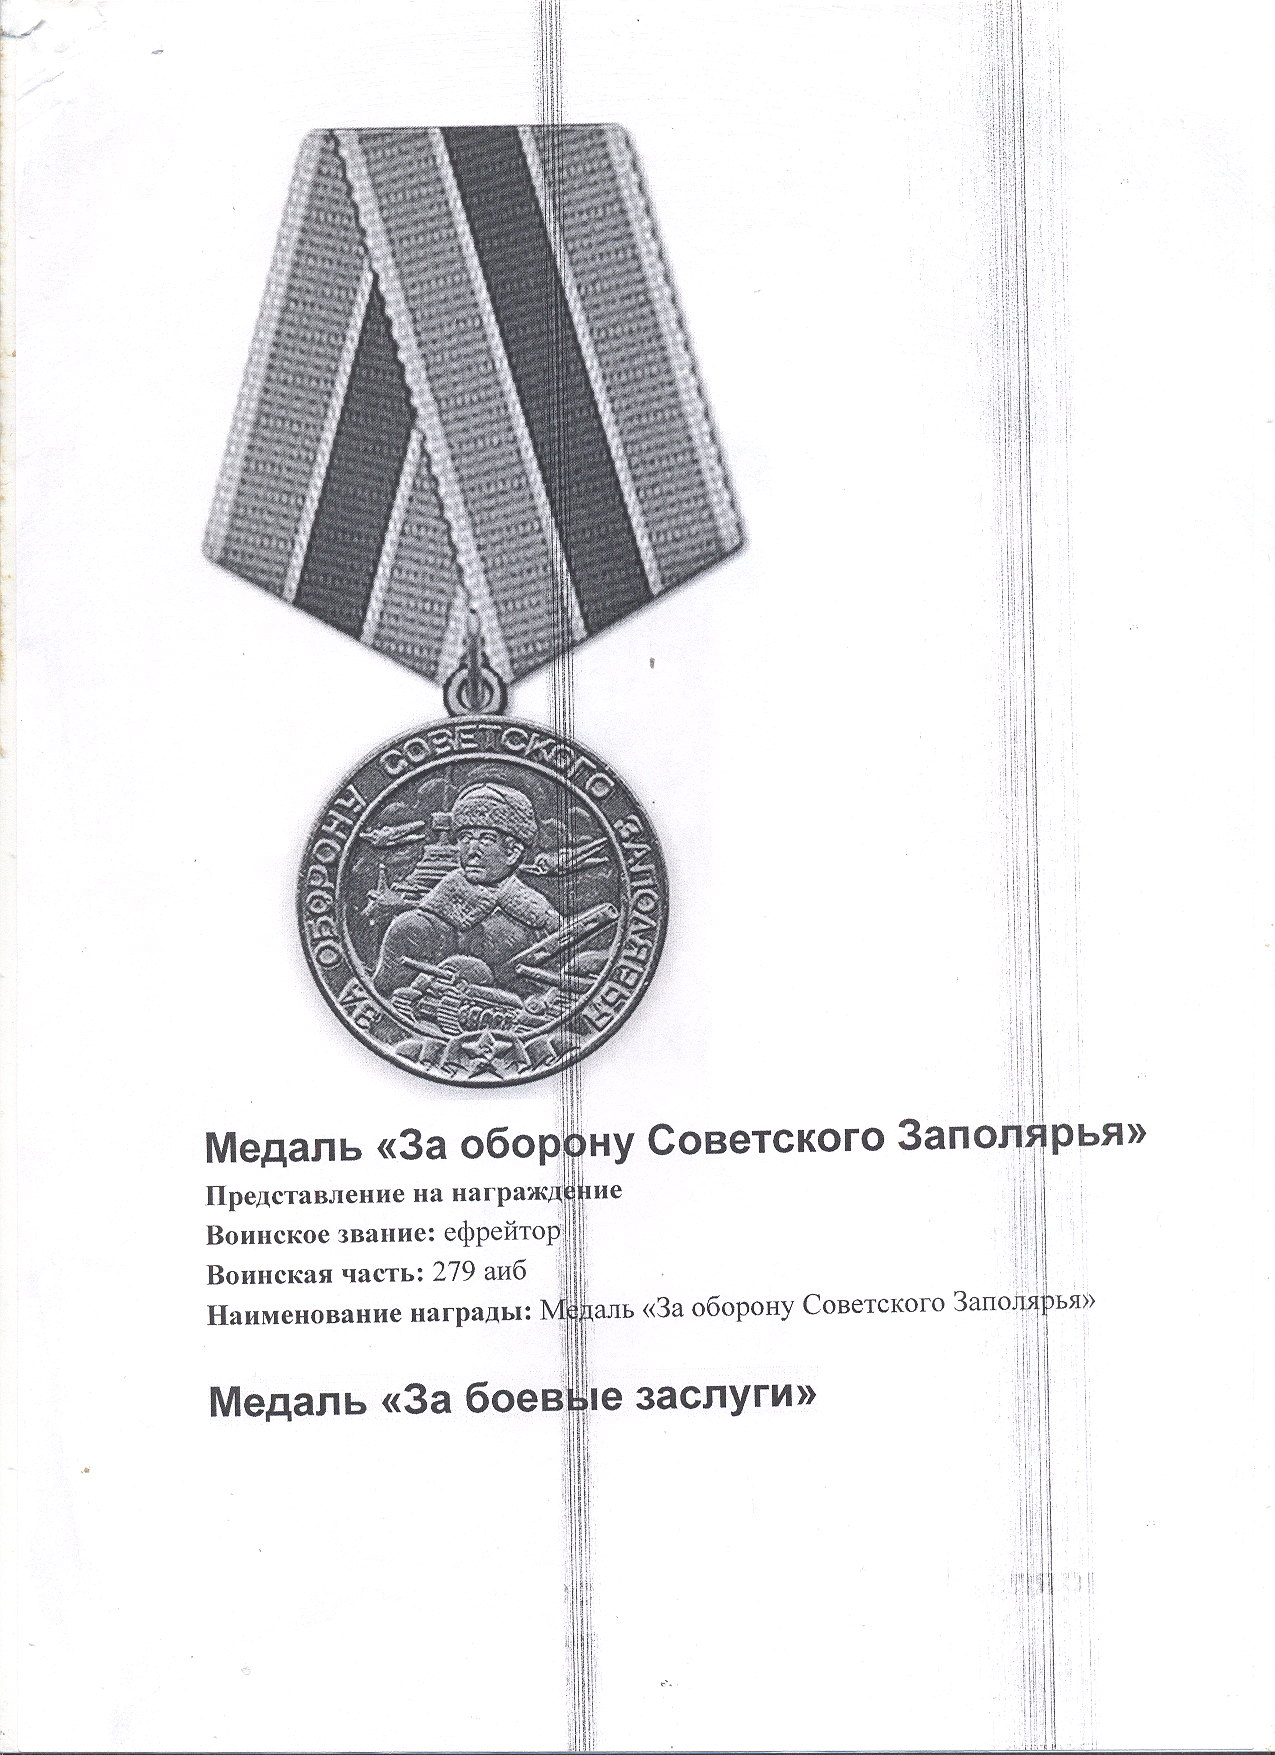 ЗА ОБОРОНУ СОВЕТСКОГО ЗАПОЛЯРЬЯ
Медаль «За оборону Советского Заполярья»
Представление на награждение
Воинское звание: ефрейтор
Воинская часть: 279 аиб
Наименование награды: Медаль «За оборону Советского Заполярья»
Медаль «За боевые заслуги»